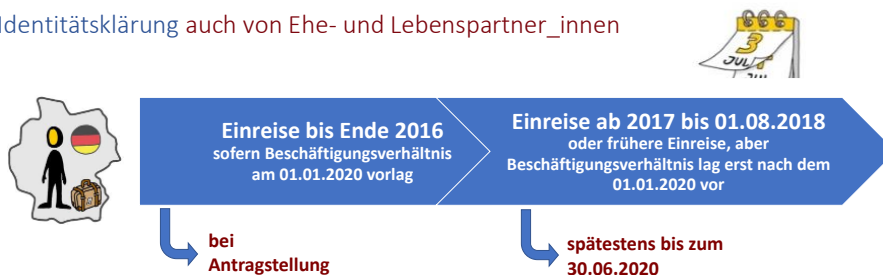 Identitätsklärung auch von Ehe- und Lebenspartner_innen
3
JUL
Einreise bis Ende 2016
sofern Beschäftigungsverhältnis
am 01.01.2020 vorlag
Einreise ab 2017 bis 01.08.2018
oder frühere Einreise, aber
Beschäftigungsverhältnis lag erst nach dem
01.01.2020 vor
bei
Antragstellung
spätestens bis zum
30.06.2020